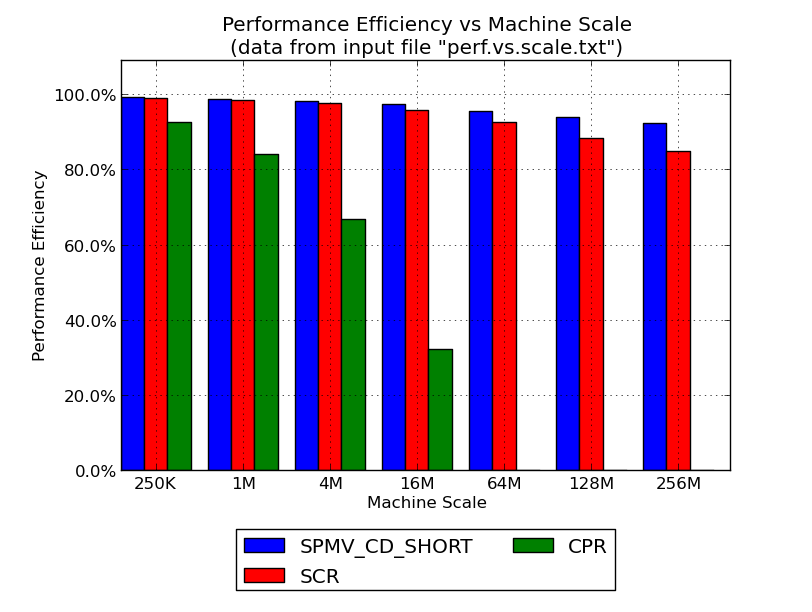 Performance Efficiency vs Machine Scale
(data from input file "perf.vs.scale.txt")
Performance Efficiency
100.0%
80.0%
60.0%
40.0%
20.0%
0.0%
250K 1M 4M 16M 64M 128M 256M
Machine Scale
SPMV_CD_SHORT CPR
SCR